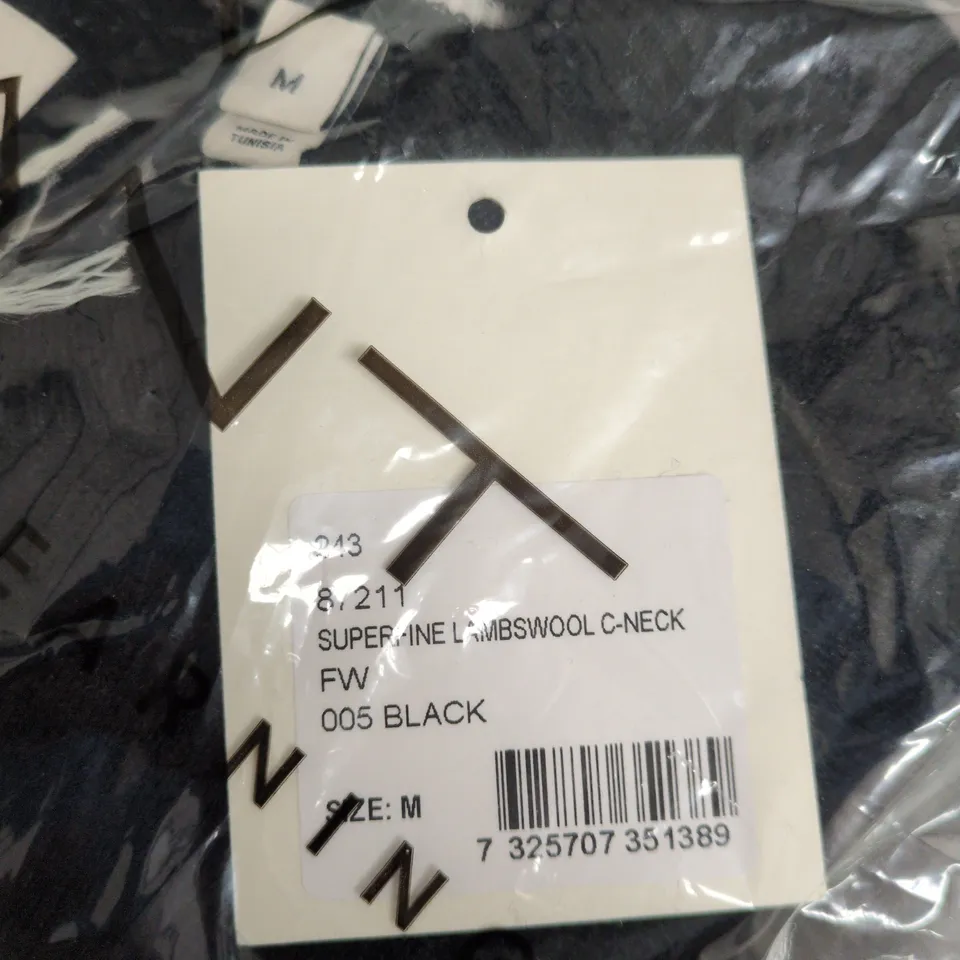 M
MADE IN
TUNISIA
243
87211
SUPERFINE LAMBSWOOL C-NECK
FW
005 BLACK
SIZE: M
7 325707 351389